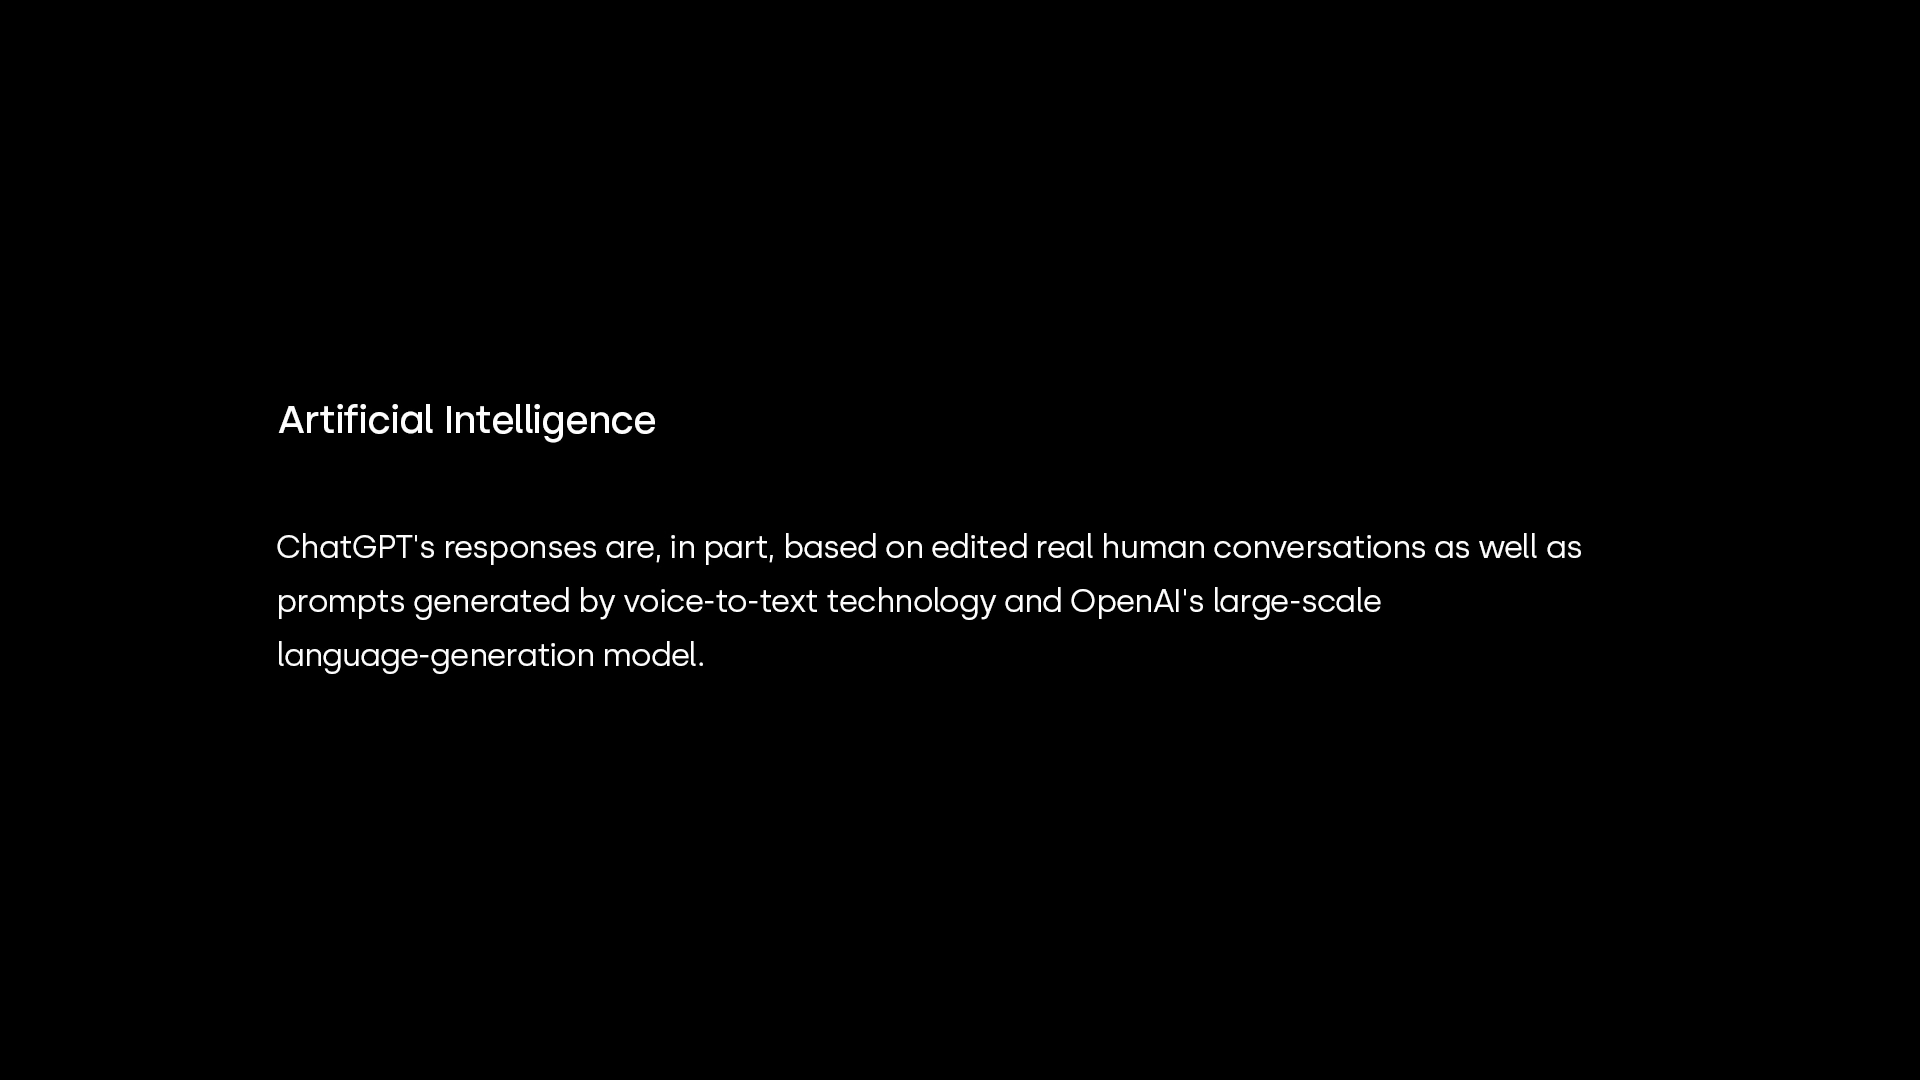 Artificial Intelligence
ChatGPT's responses are, in part, based on edited real human conversations as well as
prompts generated by voice-to-text technology and OpenAI's large-scale
language-generation model.